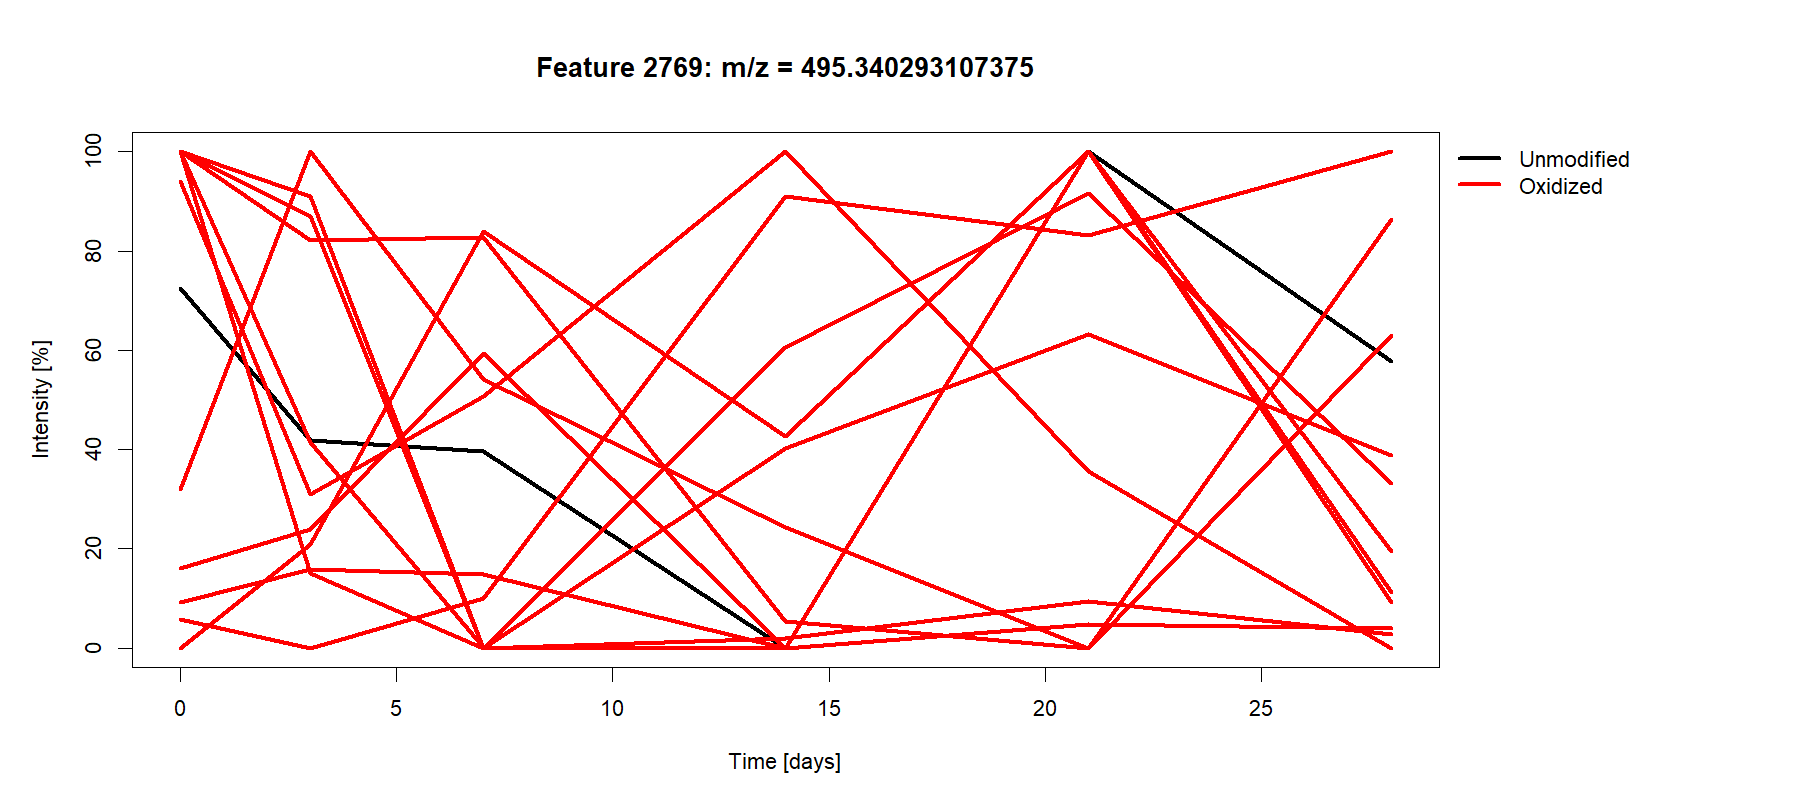 Feature 2769: m/z = 495.340293107375
Unmodified
Oxidized
Intensity [%]
100
80
60
40
20
0
0 5 10 15 20 25
Time [days]